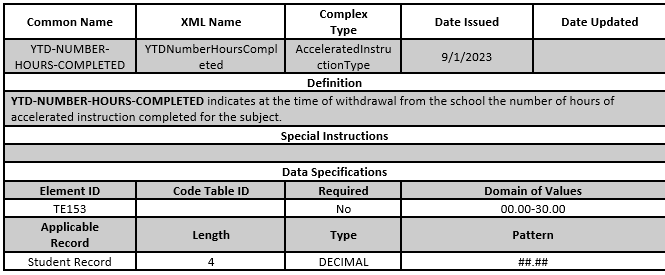 Common Name XML Name Complex Type Date Issued Date Updated
YTD-NUMBER-HOURS-COMPLETED YTDNumberHoursCompleted AcceleratedInstructionType 9/1/2023
Definition
YTD-NUMBER-HOURS-COMPLETED indicates at the time of withdrawal from the school the number of hours of
accelerated instruction completed for the subject.
Special Instructions
Data Specifications
Element ID Code Table ID Required Domain of Values
TE153 No 00.00-30.00
Applicable Record Length Type Pattern
Student Record 4 DECIMAL ##.##